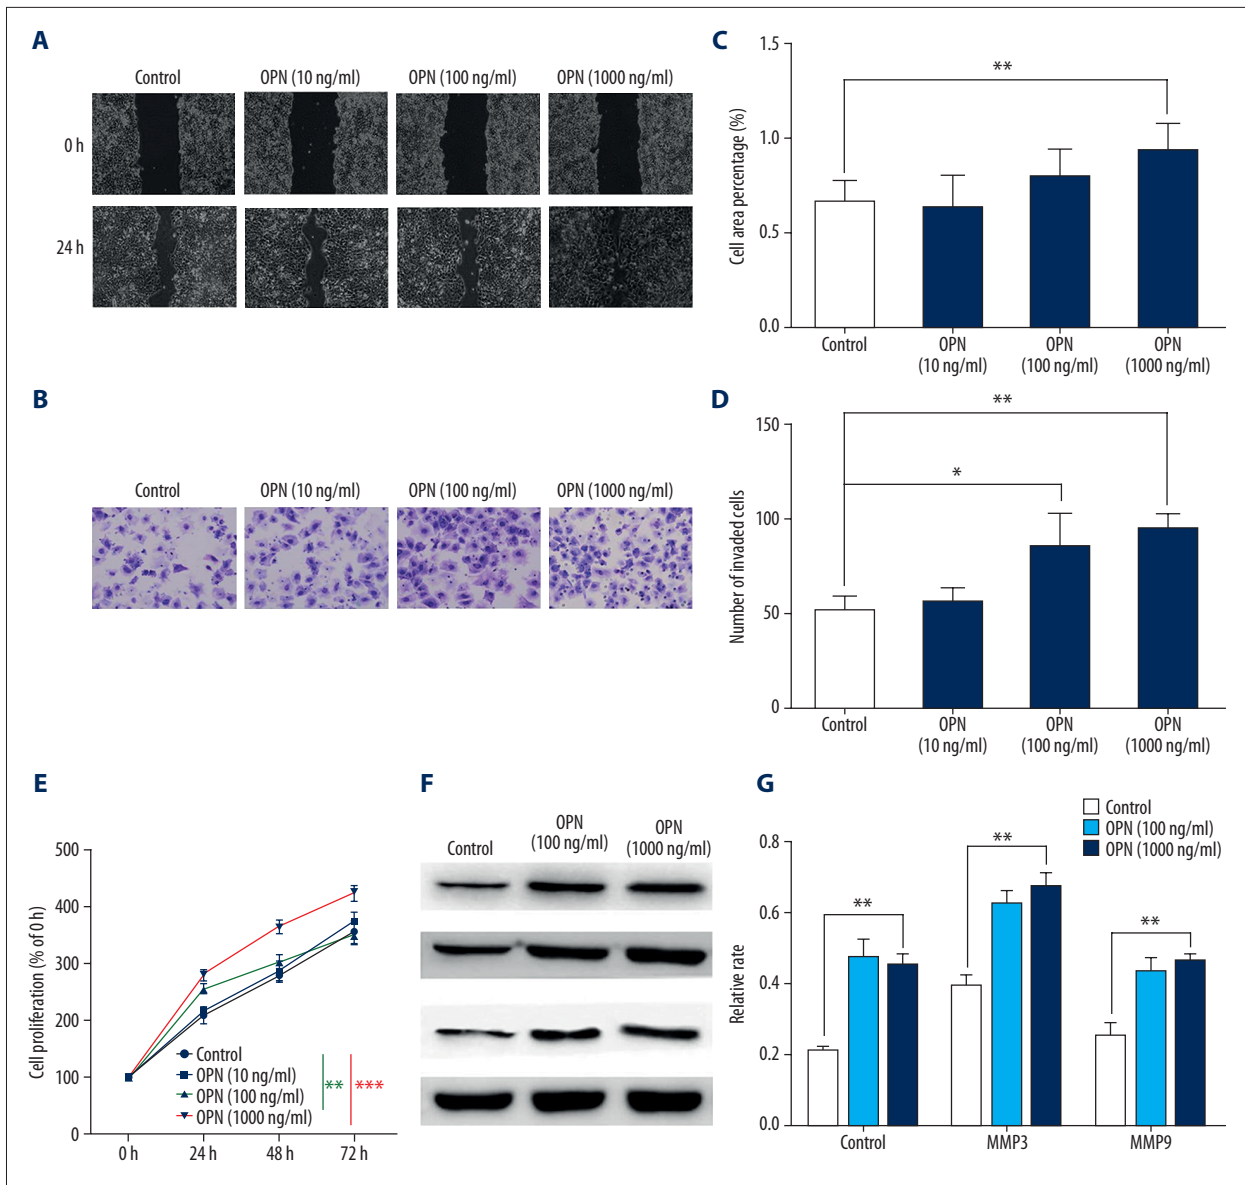 A
Control
OPN (10 ng/ml)
OPN (100 ng/ml)
OPN (1000 ng/ml)
0 h
24 h
B
Control
OPN (10 ng/ml)
OPN (100 ng/ml)
OPN (1000 ng/ml)
C
1.5
1.0
0.5
0.0
Cell area percentage (%)
**
Control
OPN
(10 ng/ml)
OPN
(100 ng/ml)
OPN
(1000 ng/ml)
D
150
100
50
0
Number of invaded cells
**
*
Control
OPN
(10 ng/ml)
OPN
(100 ng/ml)
OPN
(1000 ng/ml)
E
500
400
300
200
100
0
Cell proliferation (% of 0 h)
Control
OPN (10 ng/ml)
OPN (100 ng/ml)
OPN (1000 ng/ml)
**
***
0 h
24 h
48 h
72 h
F
Control
OPN
(100 ng/ml)
OPN
(1000 ng/ml)
G
Control
OPN (100 ng/ml)
OPN (1000 ng/ml)
0.8
0.6
0.4
0.2
0.0
Relative rate
**
**
**
Control
MMP3
MMP9